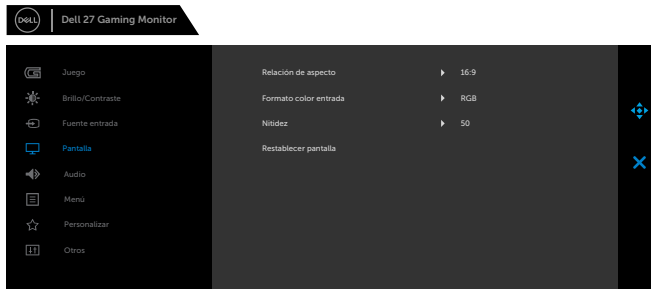 DELL
Dell 27 Gaming Monitor
Juego
Brillo/Contraste
Fuente entrada
Pantalla
Audio
Menú
Personalizar
Otros
Relación de aspecto 16:9
Formato color entrada RGB
Nitidez 50
Restablecer pantalla